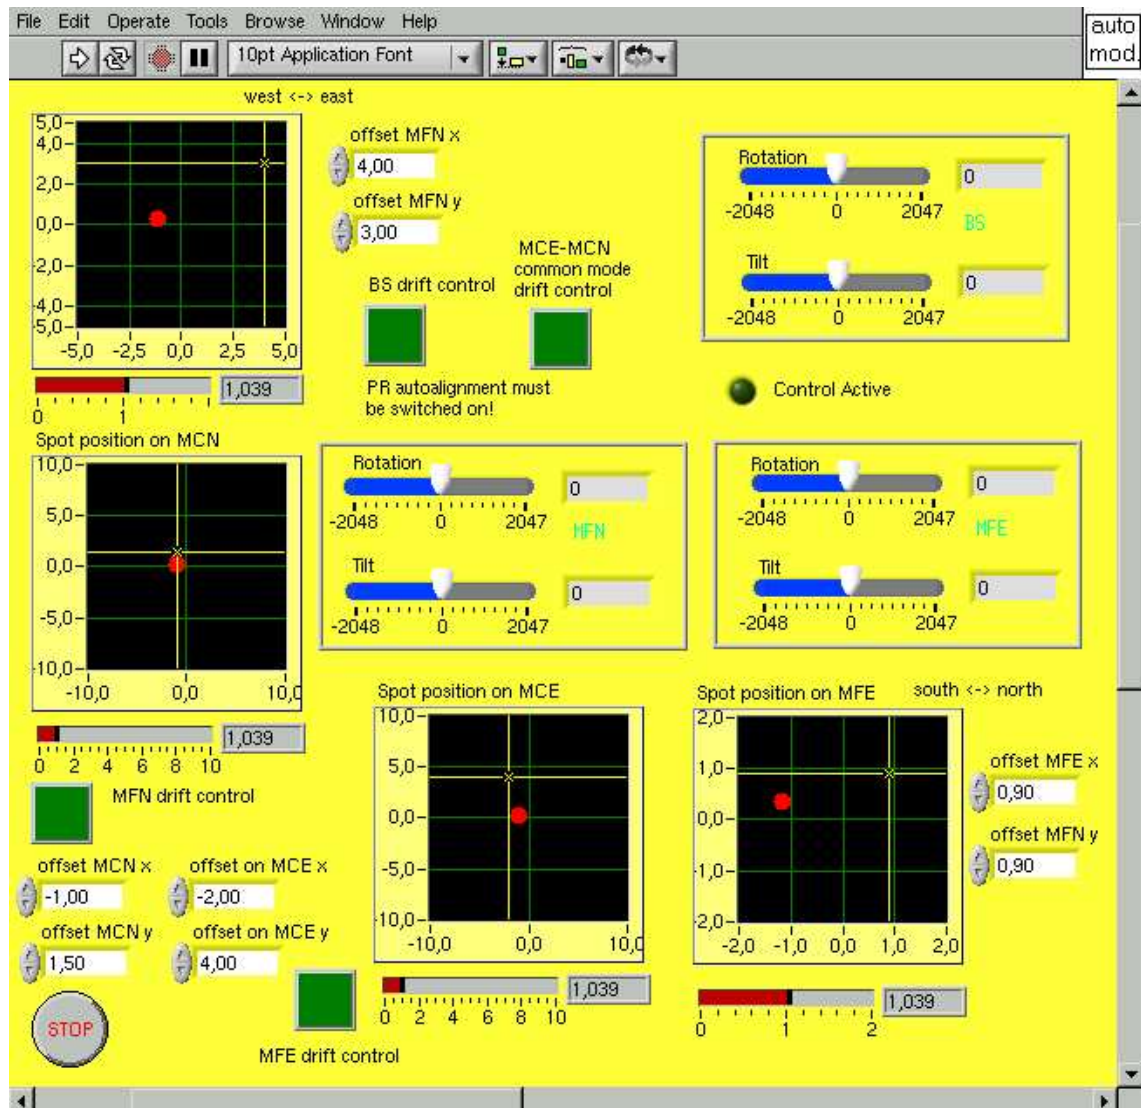 File Edit Operate Tools Browse Window Help
auto
mod.
10pt Application Font
west <-> east
5,0
4,0
2,0
0,0
-2,0
-4,0
-5,0
-5,0 -2,5 0,0 2,5 5,0
1,039
0 1
offset MFN x
4,00
offset MFN y
3,00
BS drift control
MCE-MCN
common mode
drift control
PR autoalignment must
be switched on!
Rotation
0
-2048 0 2047
BS
Tilt
0
-2048 0 2047
Control Active
Spot position on MCN
10,0
5,0
0,0
-5,0
-10,0
-10,0 0,0 10,0
1,039
0 2 4 6 8 10
MFN drift control
Rotation
0
-2048 0 2047
MFN
Tilt
0
-2048 0 2047
Rotation
0
-2048 0 2047
MFE
Tilt
0
-2048 0 2047
offset MCN x
-1,00
offset on MCE x
-2,00
offset MCN y
1,50
offset on MCE y
4,00
STOP
MFE drift control
Spot position on MCE
10,0
5,0
0,0
-5,0
-10,0
-10,0 0,0 10,0
1,039
0 2 4 6 8 10
Spot position on MFE
south <-> north
2,0
1,0
0,0
-1,0
-2,0
-2,0 -1,0 0,0 1,0 2,0
1,039
0 1 2
offset MFE x
0,90
offset MFN y
0,90